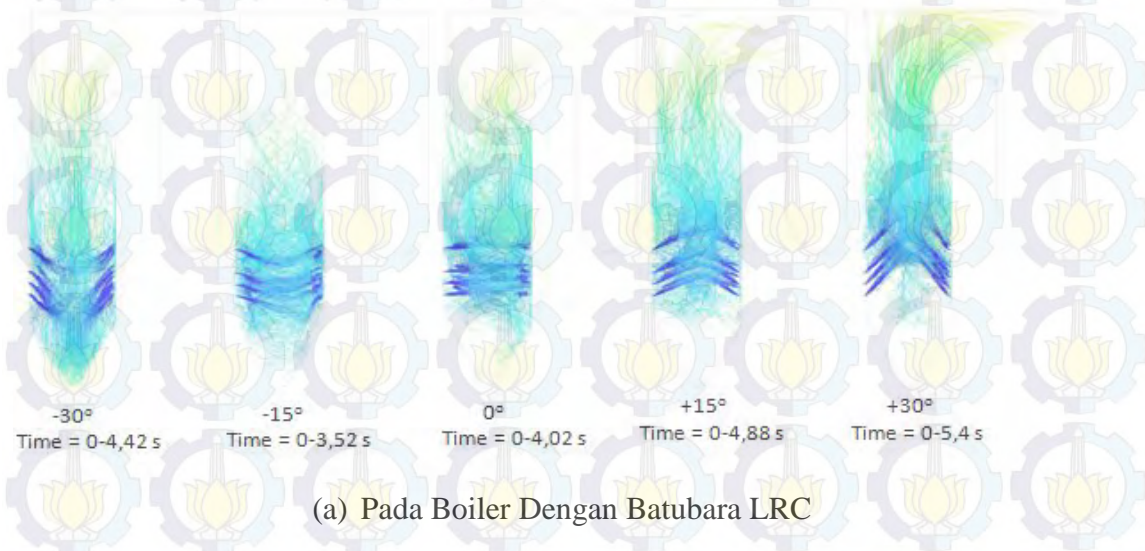 -30° -15° 0° +15° +30°
Time = 0-4,42 s Time = 0-3,52 s Time = 0-4,02 s Time = 0-4,88 s Time = 0-5,4 s
(a) Pada Boiler Dengan Batubara LRC